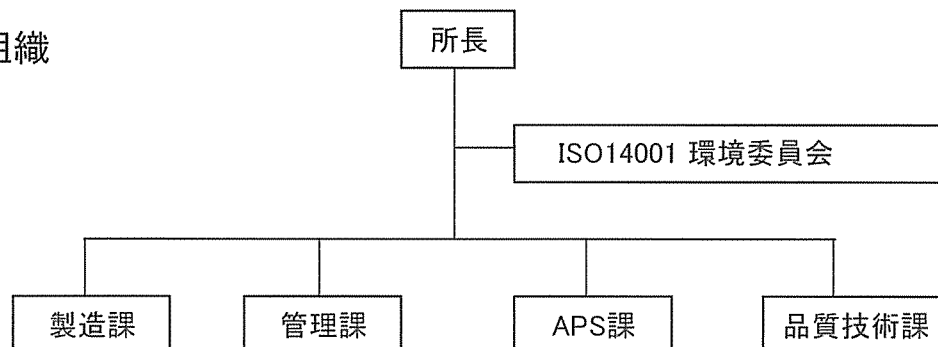 組織
所長
ISO14001 環境委員会
製造課
管理課
APS課
品質技術課